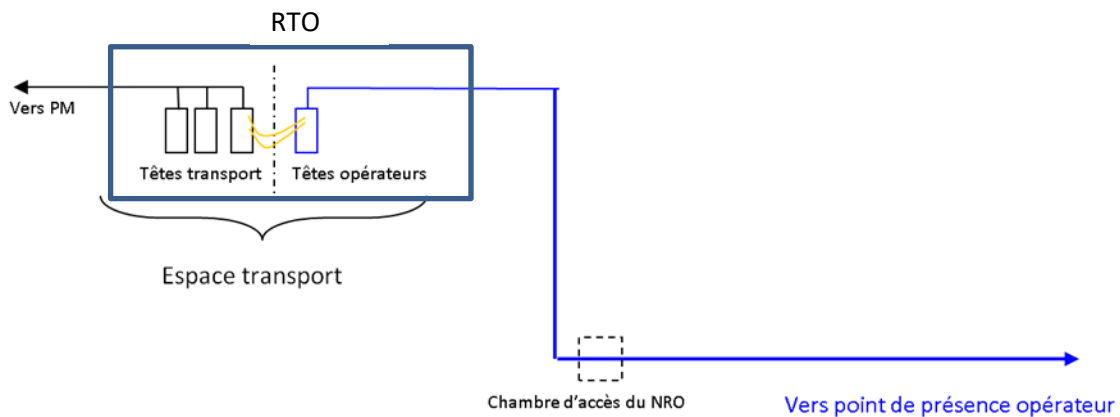 RTO
Vers PM
Têtes transport
Têtes opérateurs
Espace transport
Chambre d'accès du NRO
Vers point de présence opérateur